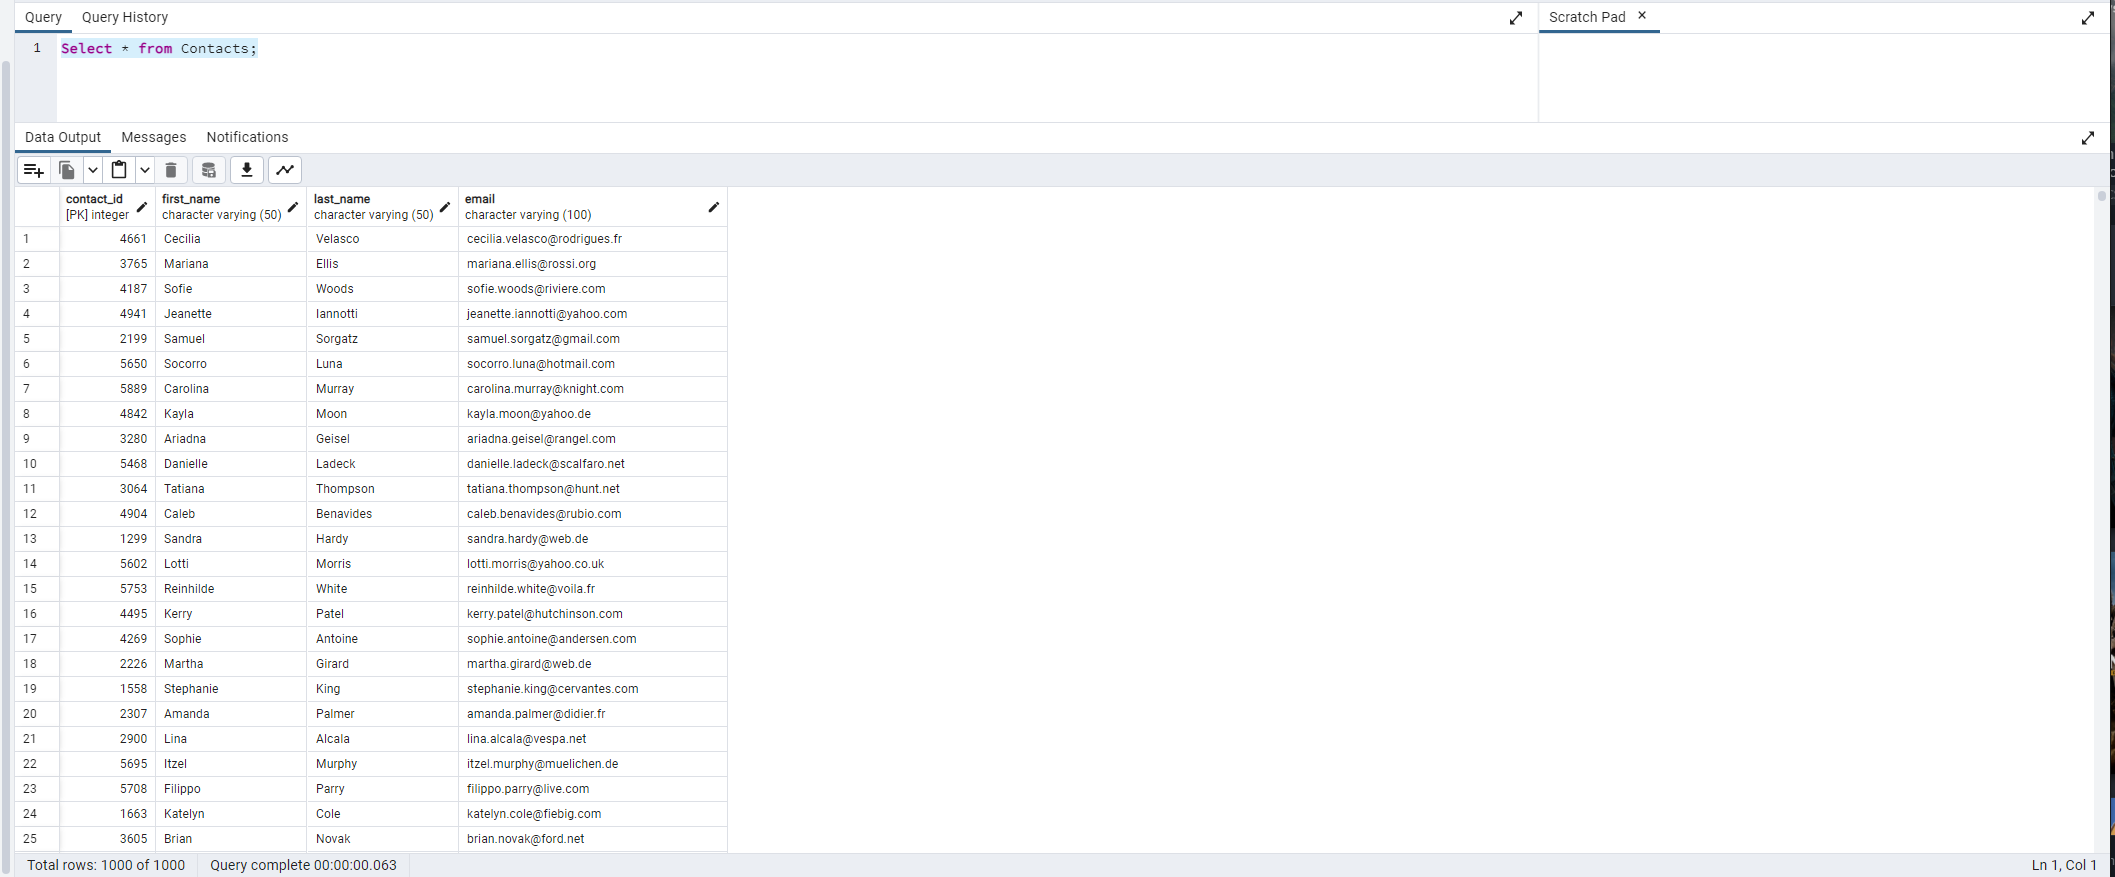 Query Query History
Scratch Pad ×
1 Select * from Contacts;
Data Output Messages Notifications
contact_id first_name last_name email
[PK] integer character varying (50) character varying (50) character varying (100)
1 4661 Cecilia Velasco cecilia.velasco@rodrigues.fr
2 3765 Mariana Ellis mariana.ellis@rossi.org
3 4187 Sofie Woods sofie.woods@riviere.com
4 4941 Jeanette Iannotti jeanette.iannotti@yahoo.com
5 2199 Samuel Sorgatz samuel.sorgatz@gmail.com
6 5650 Socorro Luna socorro.luna@hotmail.com
7 5889 Carolina Murray carolina.murray@knight.com
8 4842 Kayla Moon kayla.moon@yahoo.de
9 3280 Ariadna Geisel ariadna.geisel@rangel.com
10 5468 Danielle Ladeck danielle.ladeck@scalfaro.net
11 3064 Tatiana Thompson tatiana.thompson@hunt.net
12 4904 Caleb Benavides caleb.benavides@rubio.com
13 1299 Sandra Hardy sandra.hardy@web.de
14 5602 Lotti Morris lotti.morris@yahoo.co.uk
15 5753 Reinhilde White reinhilde.white@voila.fr
16 4495 Kerry Patel kerry.patel@hutchinson.com
17 4269 Sophie Antoine sophie.antoine@andersen.com
18 2226 Martha Girard martha.girard@web.de
19 1558 Stephanie King stephanie.king@cervantes.com
20 2307 Amanda Palmer amanda.palmer@didier.fr
21 2900 Lina Alcala lina.alcala@vespa.net
22 5695 Itzel Murphy itzel.murphy@muelichen.de
23 5708 Filippo Parry filippo.parry@live.com
24 1663 Katelyn Cole katelyn.cole@fiebig.com
25 3605 Brian Novak brian.novak@ford.net
Total rows: 1000 of 1000 Query complete 00:00:00.063 Ln 1, Col 1